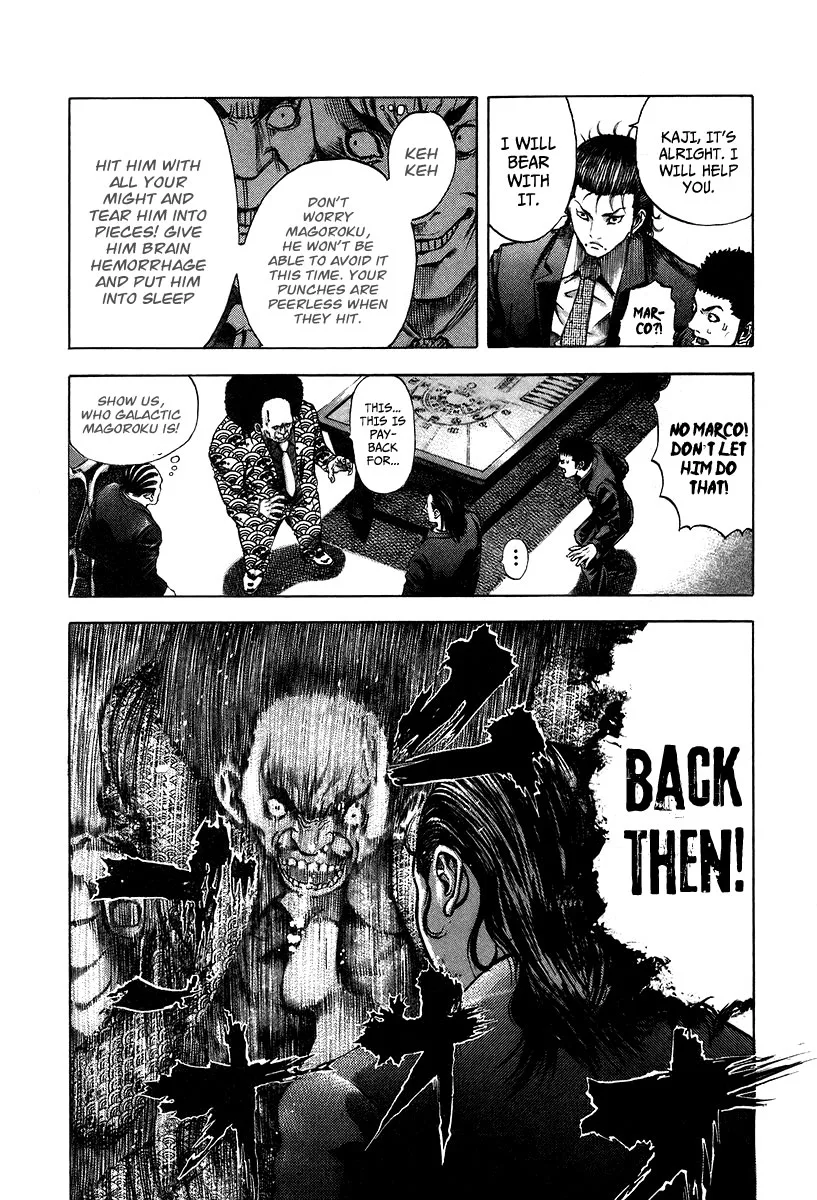 KAJI, IT'S
ALRIGHT. I
WILL HELP
YOU.
I WILL
BEAR
WITH
IT.
MAR-
CO?!
KEH
KEH
DON'T
WORRY
MAGOROKU,
HE WON'T BE
ABLE TO AVOID IT
THIS TIME. YOUR
PUNCHES ARE
PEERLESS WHEN
THEY HIT.
HIT HIM WITH
ALL YOUR
MIGHT AND
TEAR HIM INTO
PIECES! GIVE
HIM BRAIN
HEMORRHAGE
AND PUT HIM
INTO SLEEP
NO MARCO!
DON'T LET
HIM DO
THAT!
...
THIS...
THIS IS
PAY-
BACK
FOR...
SHOW US,
WHO GALACTIC
MAGOROKU IS!
BACK
THEN!